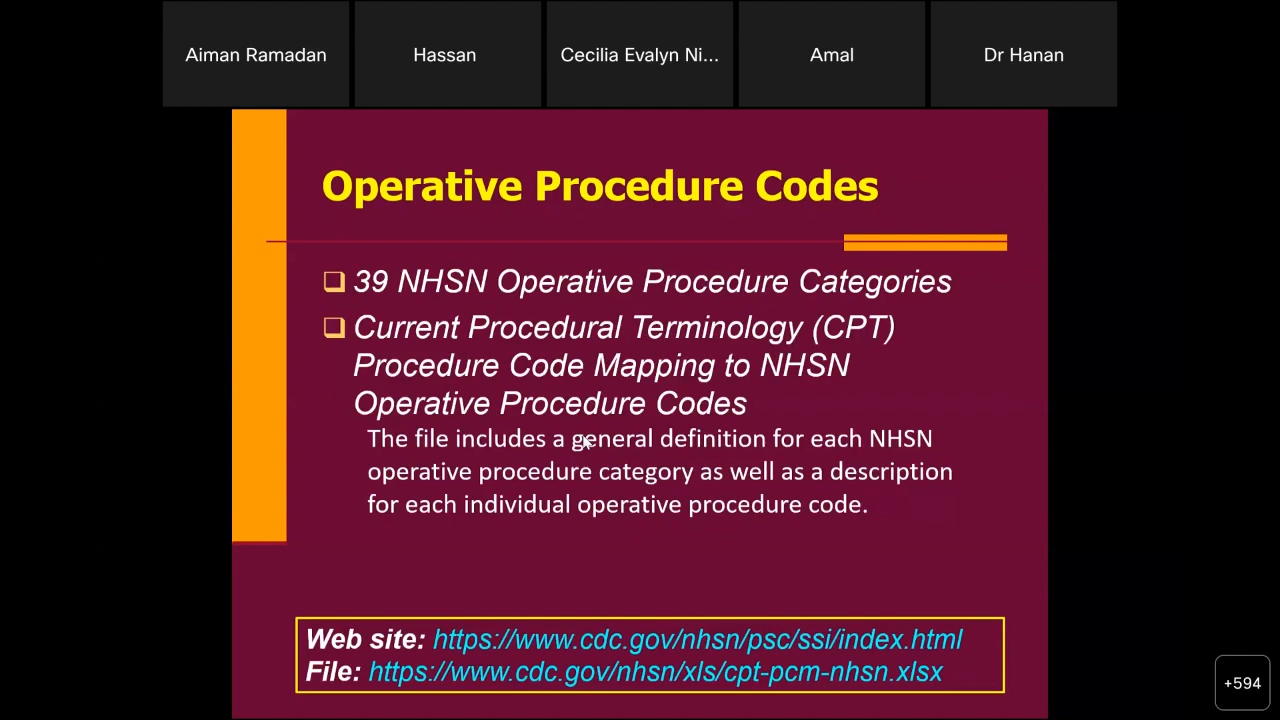 Aiman Ramadan
Hassan
Cecilia Evalyn Ni...
Amal
Dr Hanan
Operative Procedure Codes
39 NHSN Operative Procedure Categories
Current Procedural Terminology (CPT)
Procedure Code Mapping to NHSN
Operative Procedure Codes
The file includes a general definition for each NHSN
operative procedure category as well as a description
for each individual operative procedure code.
Web site: https://www.cdc.gov/nhsn/psc/ssi/index.html
File: https://www.cdc.gov/nhsn/xls/cpt-pcm-nhsn.xlsx
+594